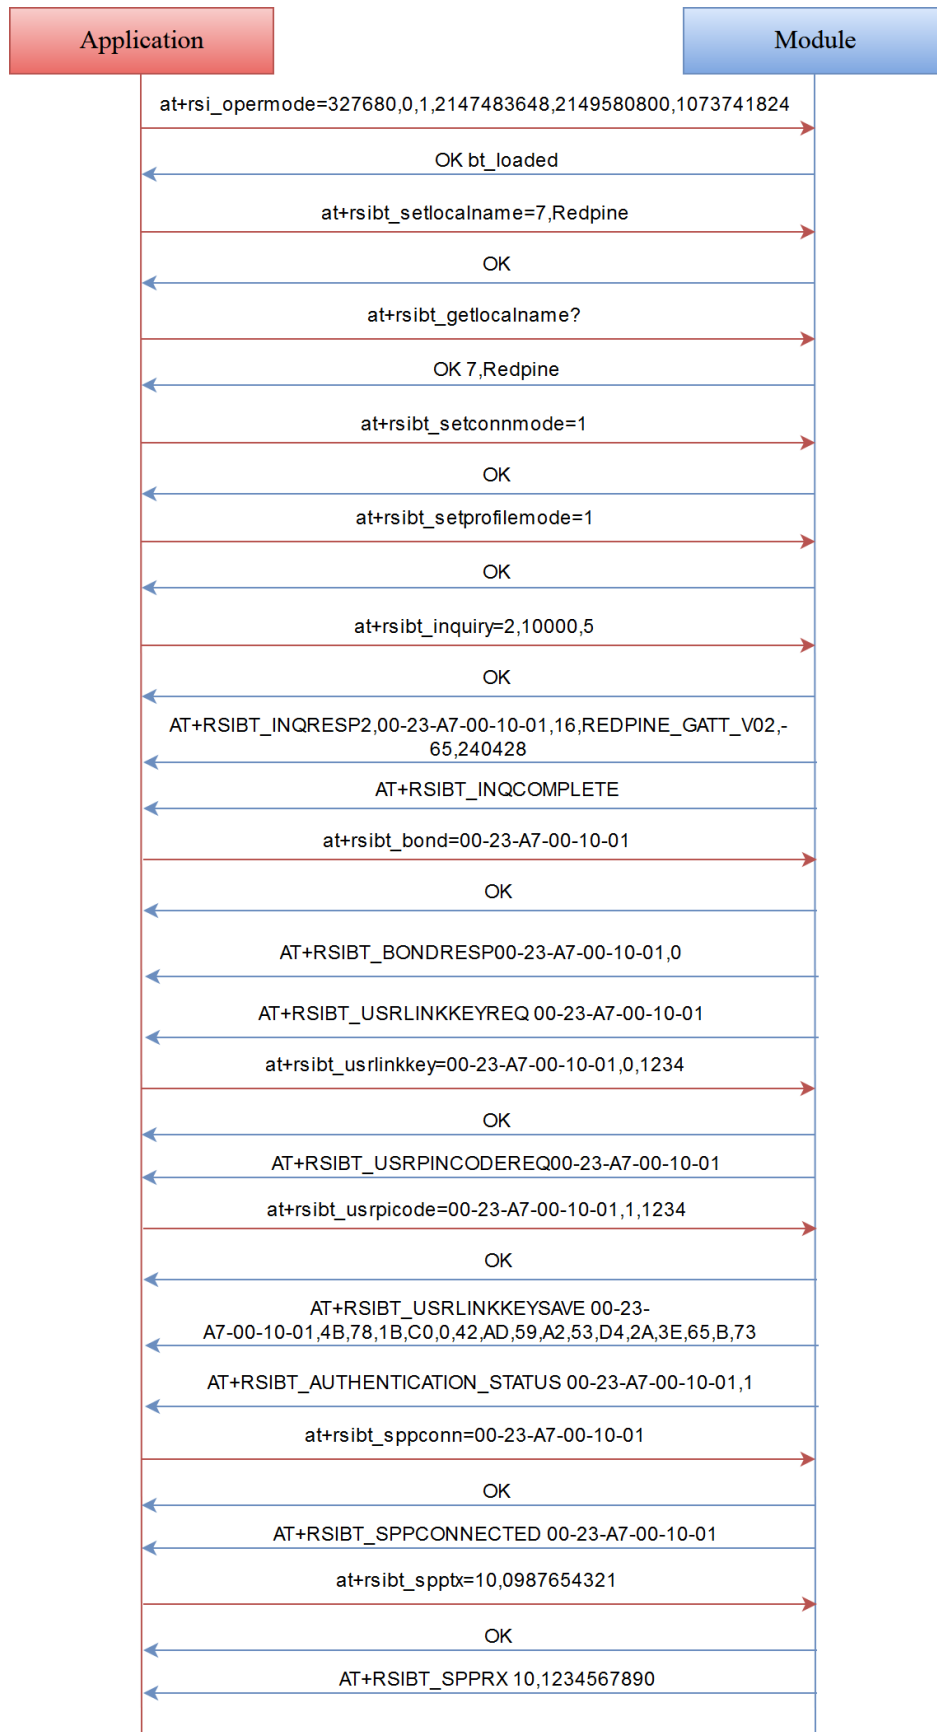 Application
Module
at+rsi_opermode=327680,0,1,2147483648,2149580800,1073741824
OK bt_loaded
at+rsibt_setlocalname=7,Redpine
OK
at+rsibt_getlocalname?
OK 7,Redpine
at+rsibt_setconnmode=1
OK
at+rsibt_setprofilemode=1
OK
at+rsibt_inquiry=2,10000,5
OK
AT+RSIBT_INQRESP2,00-23-A7-00-10-01,16,REDPINE_GATT_V02,-
65,240428
AT+RSIBT_INQCOMPLETE
at+rsibt_bond=00-23-A7-00-10-01
OK
AT+RSIBT_BONDRESP00-23-A7-00-10-01,0
AT+RSIBT_USRLINKKEYREQ 00-23-A7-00-10-01
at+rsibt_usrlinkkey=00-23-A7-00-10-01,0,1234
OK
AT+RSIBT_USRPINCODEREQ00-23-A7-00-10-01
at+rsibt_usrpicode=00-23-A7-00-10-01,1,1234
OK
AT+RSIBT_USRLINKKEYSAVE 00-23-
A7-00-10-01,4B,78,1B,C0,0,42,AD,59,A2,53,D4,2A,3E,65,B,73
AT+RSIBT_AUTHENTICATION_STATUS 00-23-A7-00-10-01,1
at+rsibt_sppconn=00-23-A7-00-10-01
OK
AT+RSIBT_SPPCONNECTED 00-23-A7-00-10-01
at+rsibt_spptx=10,0987654321
OK
AT+RSIBT_SPPRX 10,1234567890